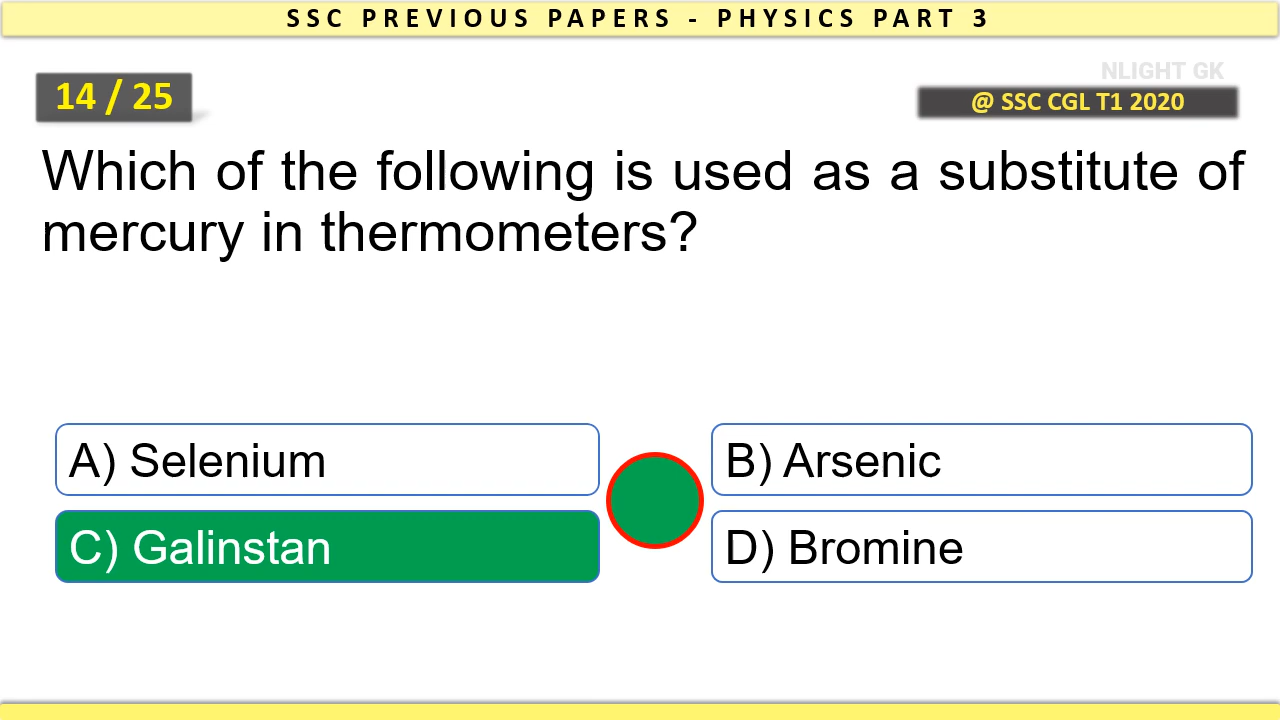 SSC PREVIOUS PAPERS - PHYSICS PART 3
NLIGHT GK
14 / 25
@ SSC CGL T1 2020
Which of the following is used as a substitute of
mercury in thermometers?
A) Selenium
B) Arsenic
C) Galinstan
D) Bromine